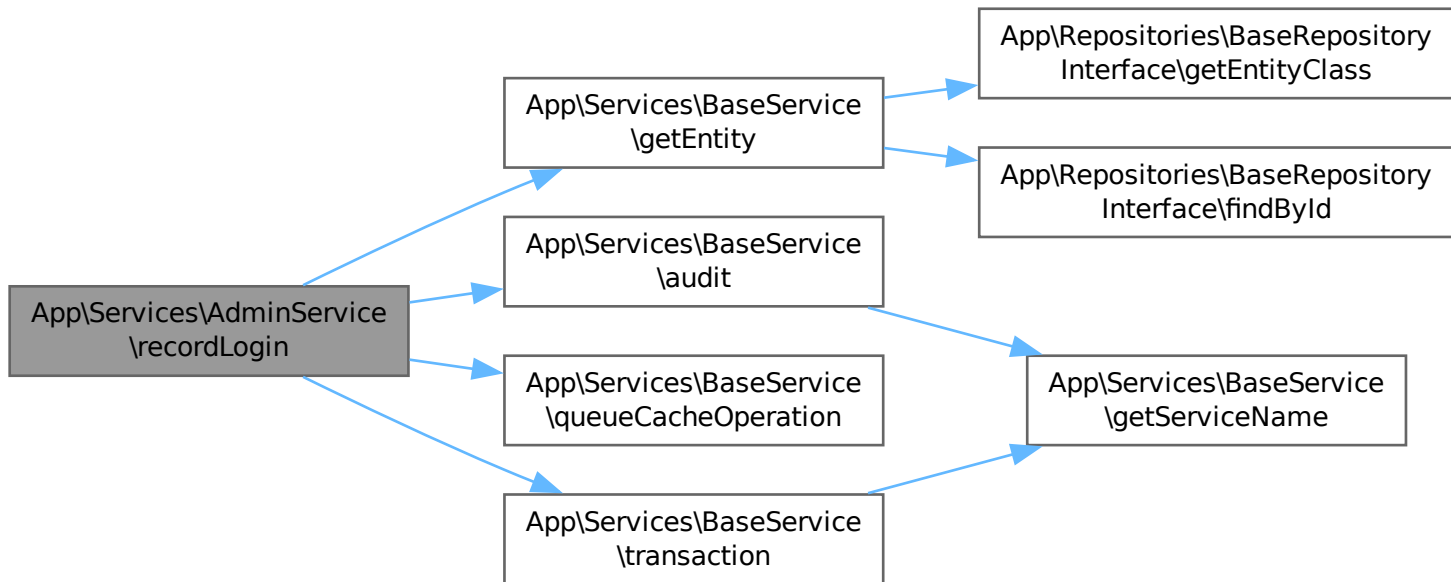 App\Services\AdminService
\recordLogin
App\Services\BaseService
\getEntity
App\Services\BaseService
\audit
App\Services\BaseService
\queueCacheOperation
App\Services\BaseService
\transaction
App\Repositories\BaseRepository
Interface\getEntityClass
App\Repositories\BaseRepository
Interface\findById
App\Services\BaseService
\getServiceName